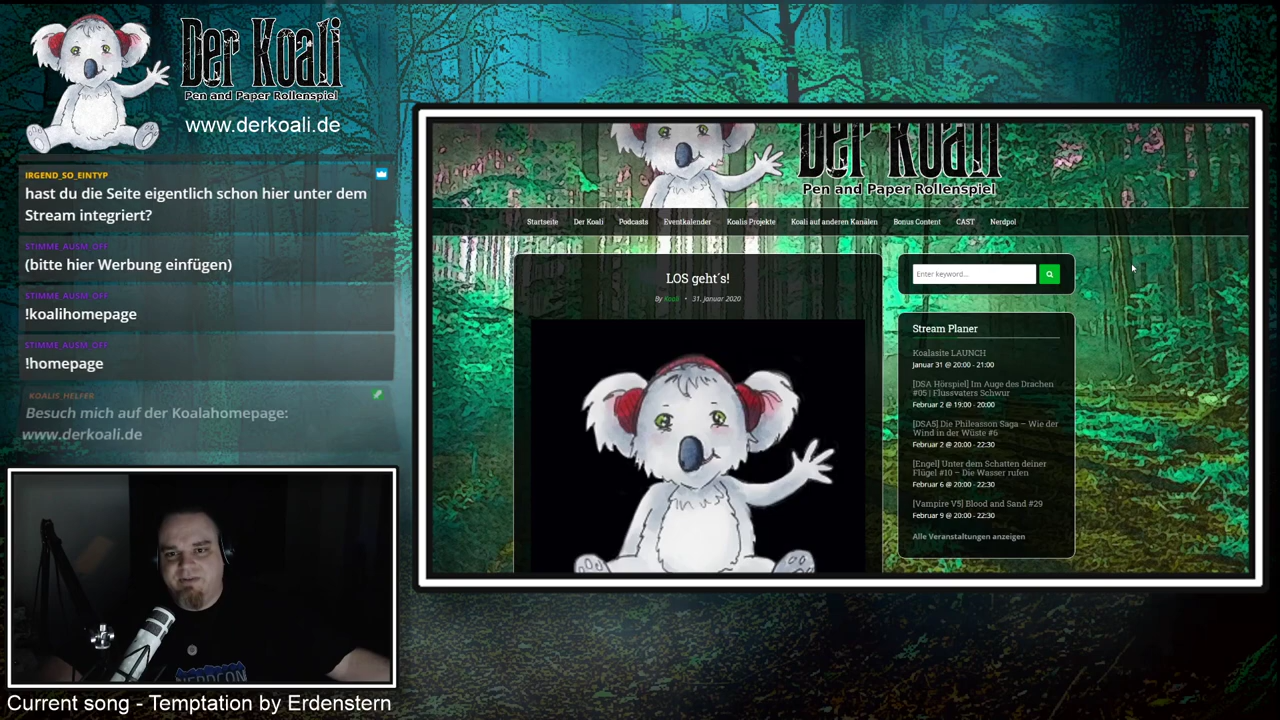 Der Koali
Pen and Paper Rollenspiel
www.derkoali.de
IRGEND_SO_EINTYP
hast du die Seite eigentlich schon hier unter dem
Stream integriert?
STIMME_AUSM_OFF
(bitte hier Werbung einfügen)
STIMME_AUSM_OFF
!koalihomepage
STIMME_AUSM_OFF
!homepage
KOALIS_HELFER
Besuch mich auf der Koalahomepage:
www.derkoali.de
Current song - Temptation by Erdenstern
Der Koali
Pen and Paper Rollenspiel
Startseite Der Koali Podcasts Eventkalender Koalis Projekte Koali auf anderen Kanälen Bonus Content CAST Nerdpol
LOS geht´s!
By Koali • 31. Januar 2020
Enter keyword...
Stream Planer
Koalasite LAUNCH
Januar 31 @ 20:00 - 21:00
[DSA Hörspiel] Im Auge des Drachen
#05 | Flussvaters Schwur
Februar 2 @ 19:00 - 20:00
[DSA5] Die Phileasson Saga – Wie der
Wind in der Wüste #6
Februar 2 @ 20:00 - 22:30
[Engel] Unter dem Schatten deiner
Flügel #10 – Die Wasser rufen
Februar 6 @ 20:00 - 22:30
[Vampire V5] Blood and Sand #29
Februar 9 @ 20:00 - 22:30
Alle Veranstaltungen anzeigen